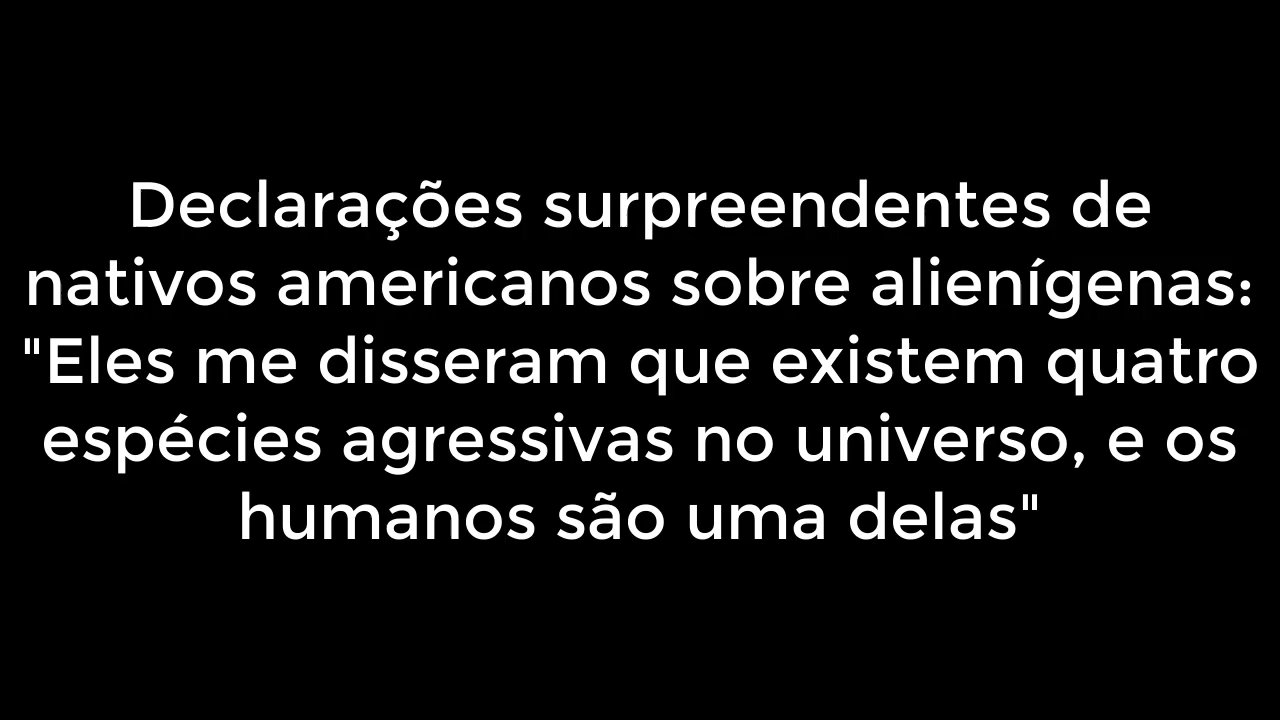 Declarações surpreendentes de
nativos americanos sobre alienígenas:
"Eles me disseram que existem quatro
espécies agressivas no universo, e os
humanos são uma delas"